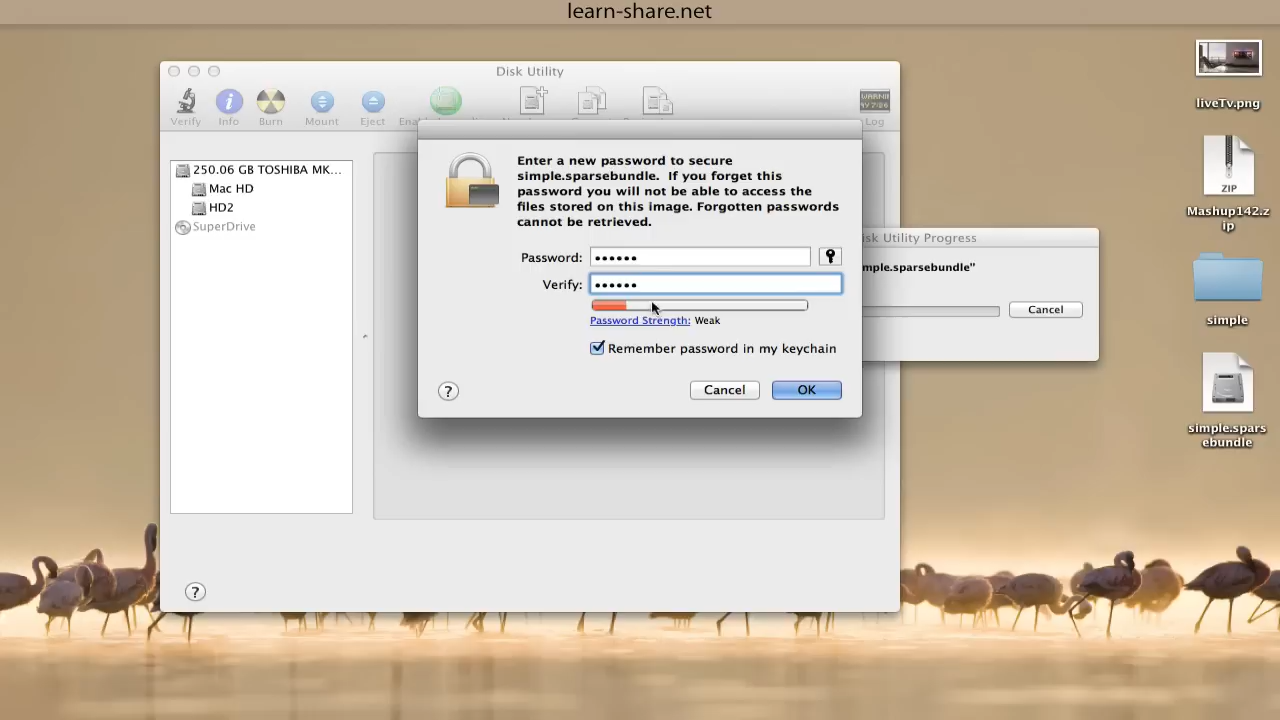 learn-share.net
Disk Utility
Verify Info Burn Mount Eject Log
250.06 GB TOSHIBA MK...
Mac HD
HD2
SuperDrive
Enter a new password to secure
simple.sparsebundle. If you forget this
password you will not be able to access the
files stored on this image. Forgotten passwords
cannot be retrieved.
Password: ••••••
Verify: ••••••
Password Strength: Weak
Remember password in my keychain
? Cancel OK
?
isk Utility Progress
mple.sparsebundle"
Cancel
liveTv.png
ZIP
Mashup142.z
ip
simple
simple.spars
ebundle